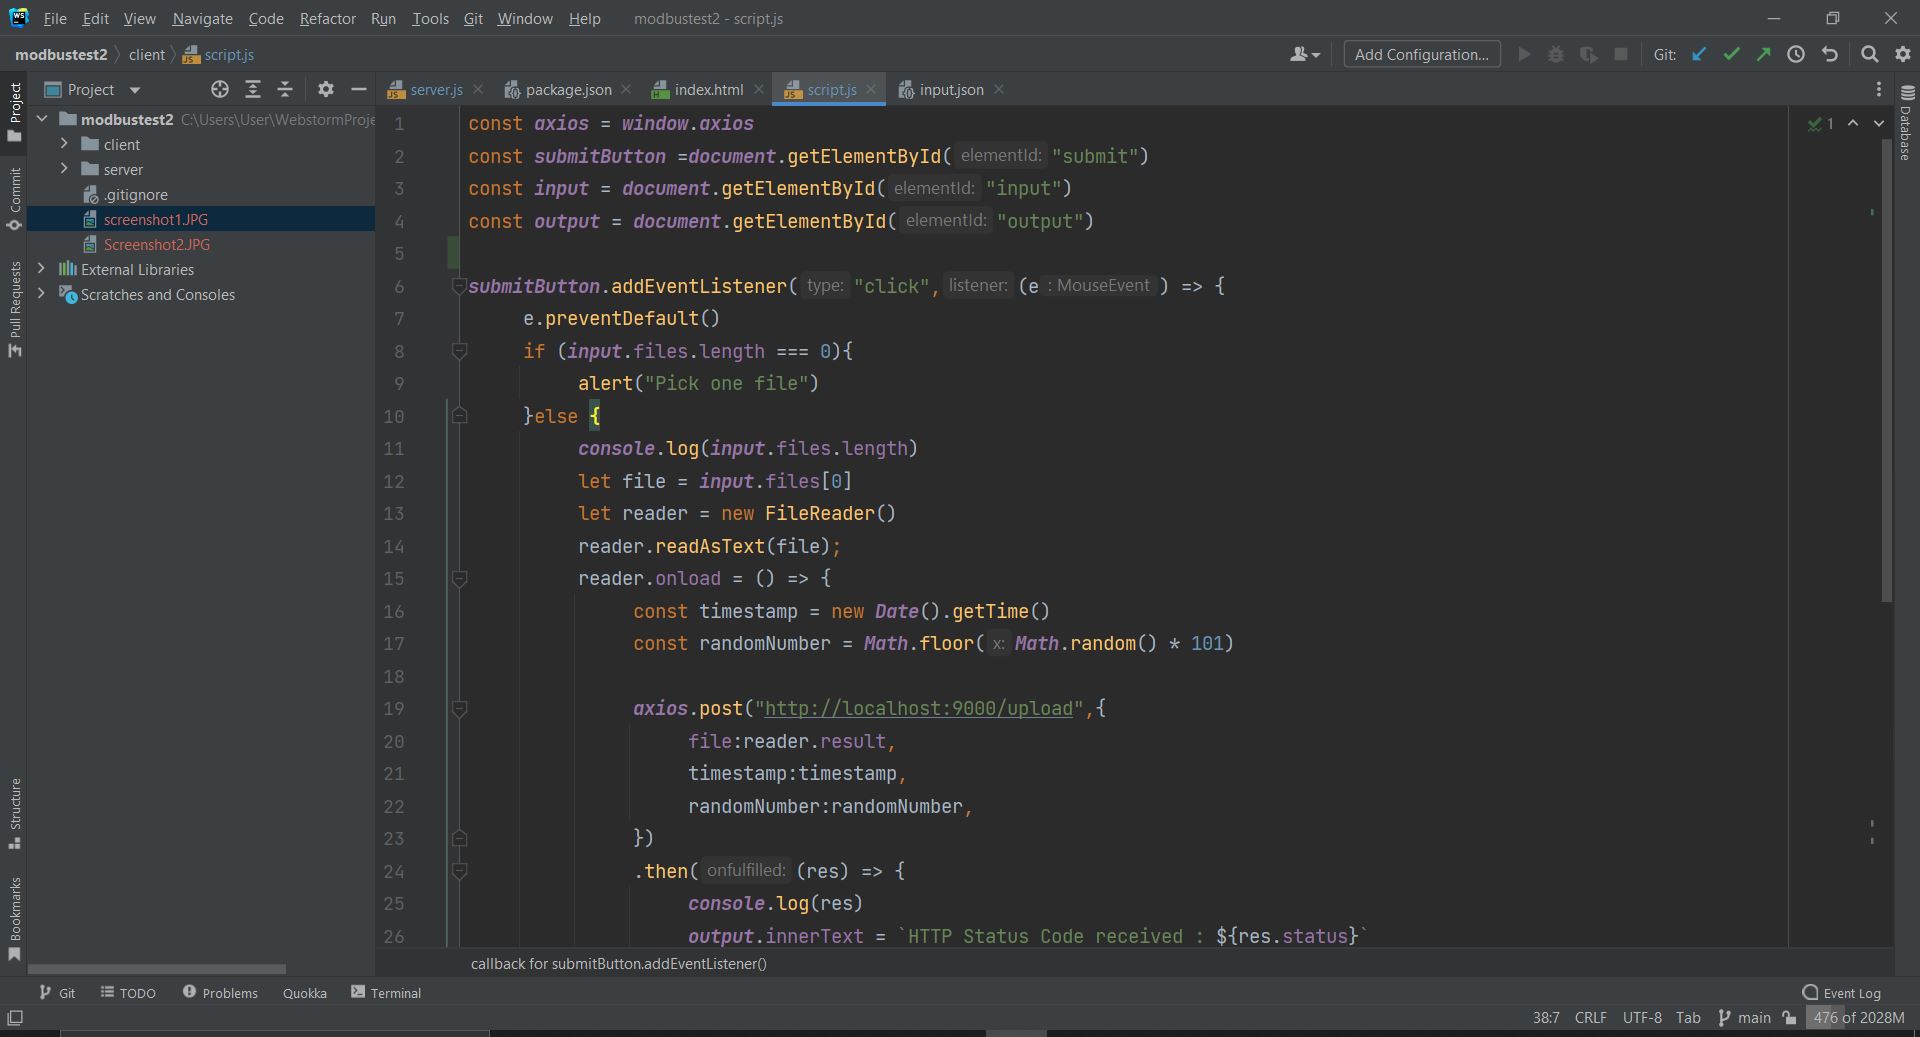 WS File Edit View Navigate Code Refactor Run Tools Git Window Help modbustest2 - script.js
modbustest2 client script.js Add Configuration... Git:
Project
server.js package.json index.html script.js input.json
modbustest2 C:\Users\User\WebstormProje
client
server
.gitignore
screenshot1.JPG
Screenshot2.JPG
External Libraries
Scratches and Consoles
Project
Commit
Pull Requests
Structure
Bookmarks
Database
1
1 const axios = window.axios
2 const submitButton =document.getElementById( elementId: "submit")
3 const input = document.getElementById( elementId: "input")
4 const output = document.getElementById( elementId: "output")
5
6 submitButton.addEventListener( type: "click", listener: (e : MouseEvent ) => {
7 e.preventDefault()
8 if (input.files.length === 0){
9 alert("Pick one file")
10 }else {
11 console.log(input.files.length)
12 let file = input.files[0]
13 let reader = new FileReader()
14 reader.readAsText(file);
15 reader.onload = () => {
16 const timestamp = new Date().getTime()
17 const randomNumber = Math.floor( x: Math.random() * 101)
18
19 axios.post("http://localhost:9000/upload",{
20 file:reader.result,
21 timestamp:timestamp,
22 randomNumber:randomNumber,
23 })
24 .then( onfulfilled: (res) => {
25 console.log(res)
26 output.innerText = `HTTP Status Code received : ${res.status}`
callback for submitButton.addEventListener()
Git TODO Problems Quokka Terminal Event Log
38:7 CRLF UTF-8 Tab main 476 of 2028M